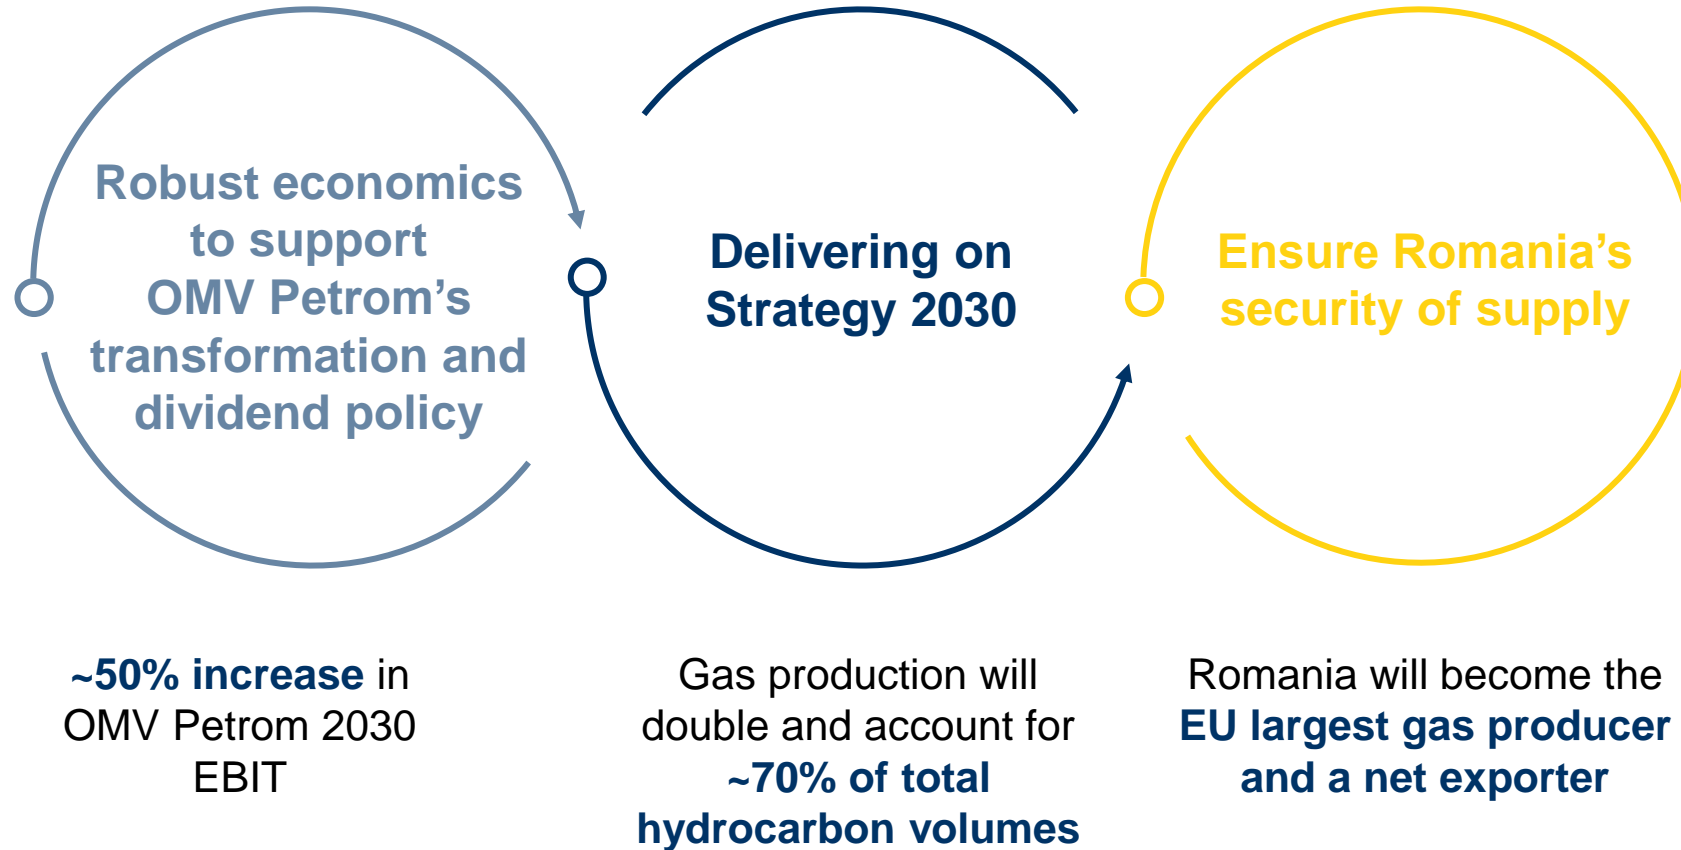 Robust economics
to support
OMV Petrom’s
transformation and
dividend policy
Delivering on
Strategy 2030
Ensure Romania’s
security of supply
~50% increase in
OMV Petrom 2030
EBIT
Gas production will
double and account for
~70% of total
hydrocarbon volumes
Romania will become the
EU largest gas producer
and a net exporter